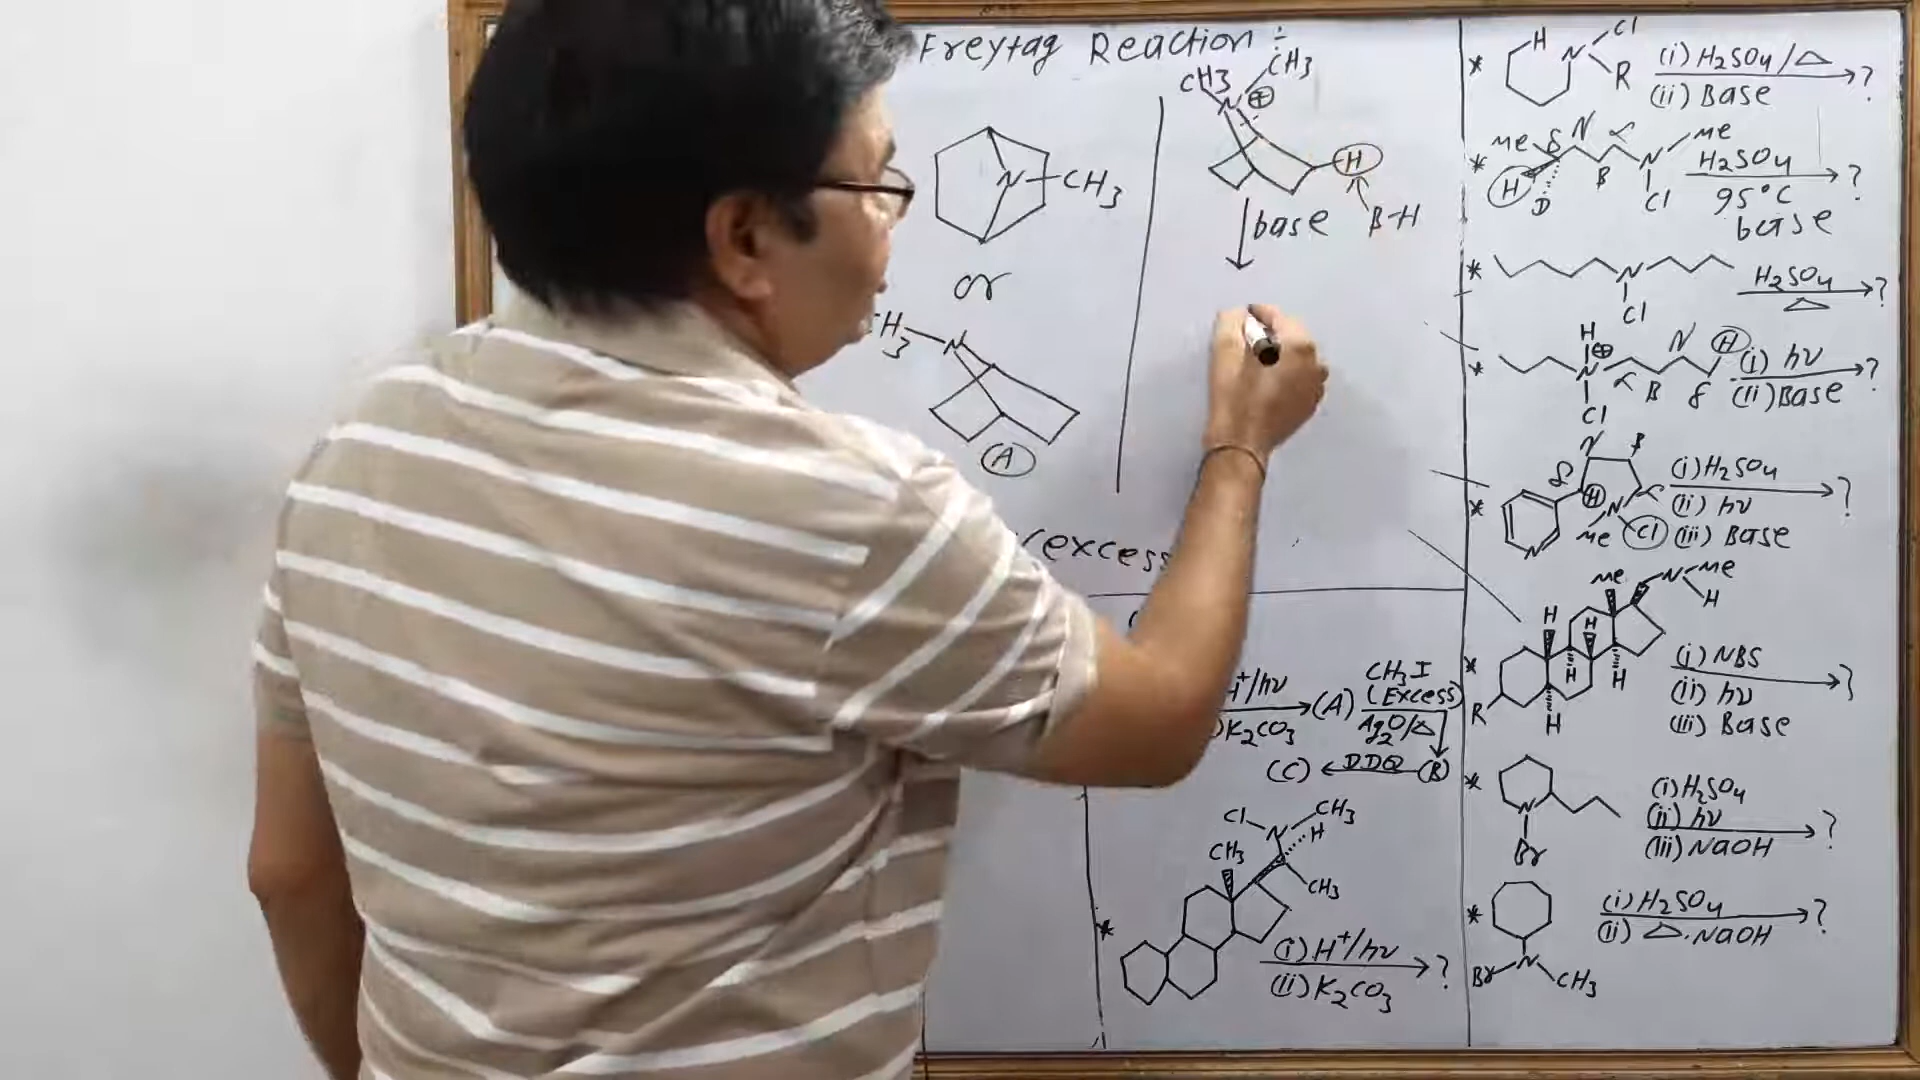 Freytag Reaction :-
CH3 CH3
N ⊕
H
base B-H
N-CH3
or
N
A
(excess
H+/hν (A) CH3I
(Excess)
K2CO3 Ag2O/△
(C) DDQ (B)
Cl N CH3
H
CH3
CH3
* (i) H+/hν ?
(ii) K2CO3
* H N Cl R (i) H2SO4/△ ?
(ii) Base
* Me δ N α N Me H2SO4 ?
H D B Cl 95°C
base
* N H2SO4 ?
Cl △
* H N ⊕ α B N δ H (i) hν ?
Cl (ii) Base
N B
* δ H N α (i) H2SO4 ?
(ii) hν
N Me Cl (iii) Base
Me N Me
H
* H H H H H R (i) NBS ?
(ii) hν
(iii) Base
* N (i) H2SO4
(ii) hν ?
Br (iii) NaOH
* (i) H2SO4 ?
(ii) △.NaOH
Br N CH3